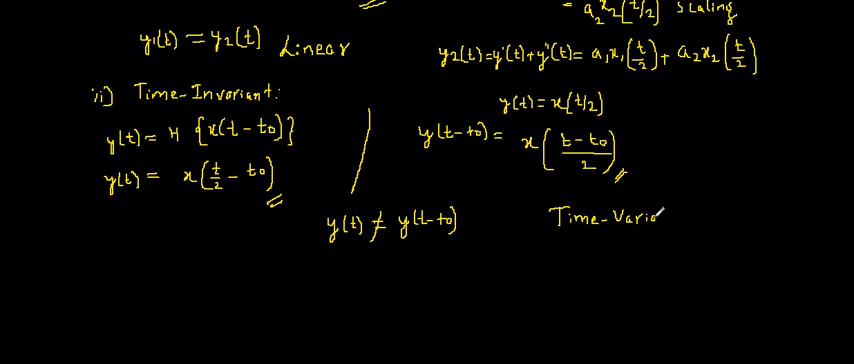 = a2x2(t/2) Scaling
y1(t) = y2(t) Linear
y2(t)=y'(t)+y''(t)= a1x1(t/2)+ a2x2(t/2)
ii) Time-Invariant:
y(t) = x(t/2)
y(t)= H {x(t-t0)}
y(t-t0)= x((t-t0)/2)
y(t)= x(t/2 - t0)
y(t) ≠ y(t-t0) Time-Varia